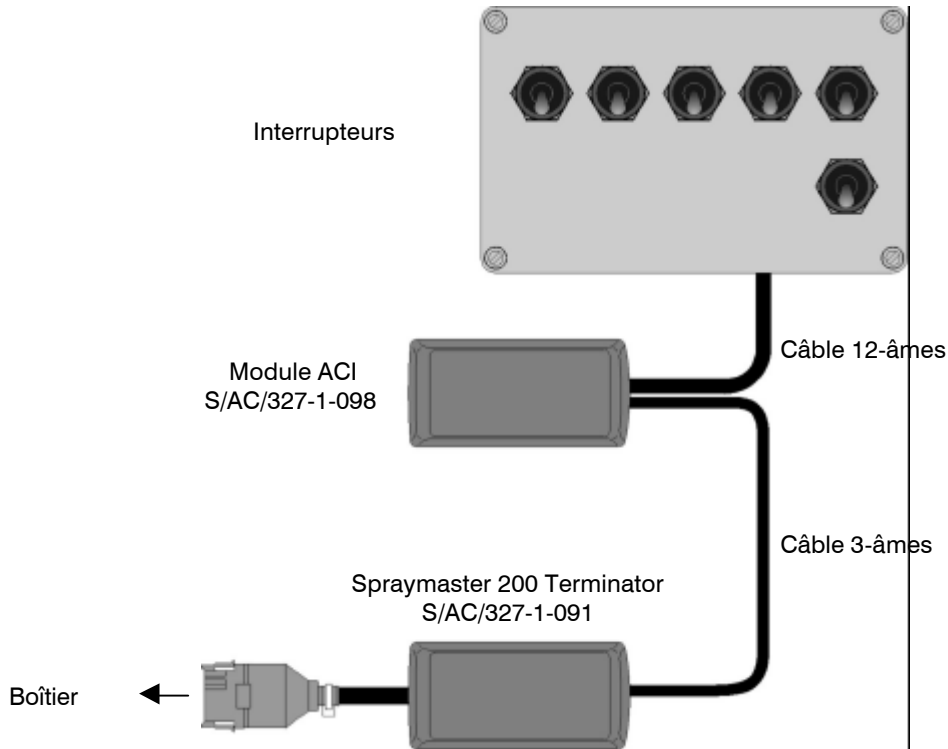 Interrupteurs
Câble 12-âmes
Module ACI
S/AC/327-1-098
Câble 3-âmes
Spraymaster 200 Terminator
S/AC/327-1-091
Boîtier